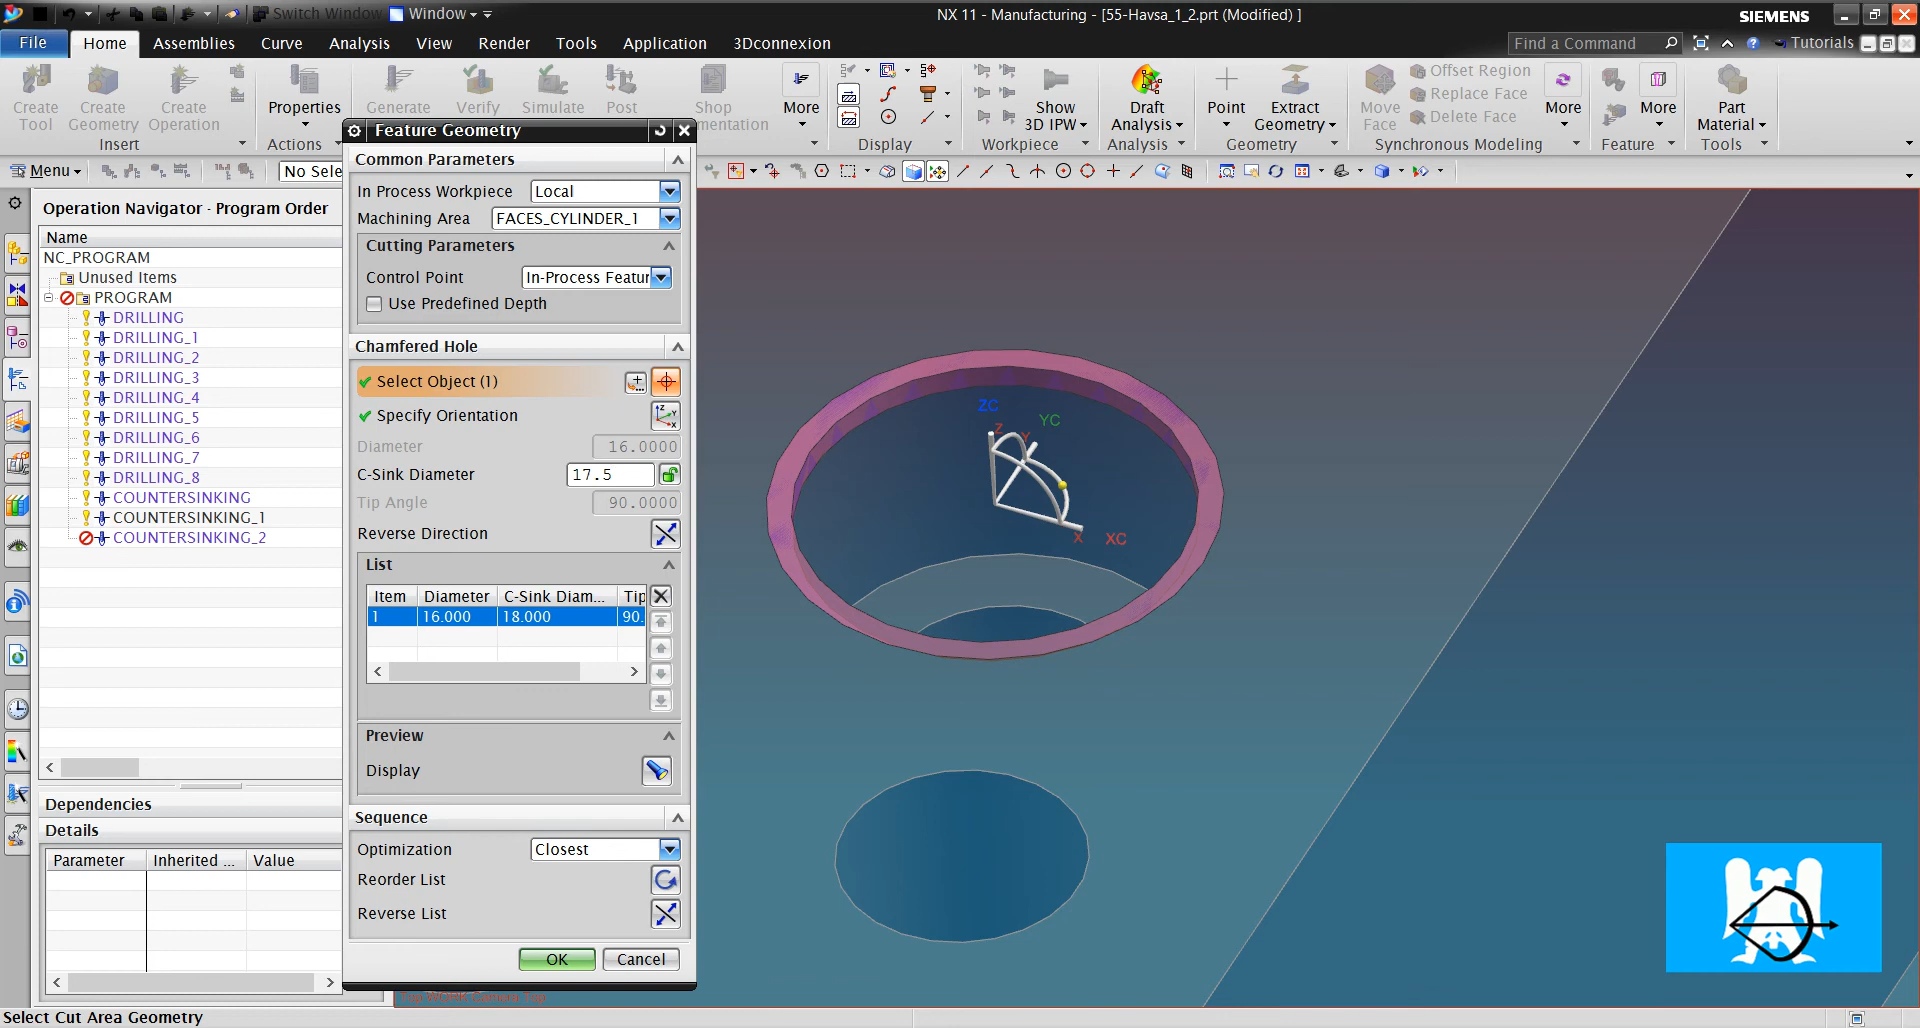 Switch Window
Window
NX 11 - Manufacturing - [55-Havsa_1_2.prt (Modified) ]
SIEMENS
File
Home
Assemblies
Curve
Analysis
View
Render
Tools
Application
3Dconnexion
Find a Command
Tutorials
Create Tool
Create Geometry
Create Operation
Insert
Properties
Actions
Generate
Verify
Simulate
Post
Shop
mentation
More
Display
Show 3D IPW
Workpiece
Draft Analysis
Analysis
Point
Extract Geometry
Geometry
Move Face
Offset Region
Replace Face
Delete Face
More
Synchronous Modeling
More
Feature
Part Material
Tools
Menu
No Sele
Operation Navigator - Program Order
Name
NC_PROGRAM
Unused Items
PROGRAM
DRILLING
DRILLING_1
DRILLING_2
DRILLING_3
DRILLING_4
DRILLING_5
DRILLING_6
DRILLING_7
DRILLING_8
COUNTERSINKING
COUNTERSINKING_1
COUNTERSINKING_2
Dependencies
Details
Parameter
Inherited ...
Value
Feature Geometry
Common Parameters
In Process Workpiece
Local
Machining Area
FACES_CYLINDER_1
Cutting Parameters
Control Point
In-Process Featur
Use Predefined Depth
Chamfered Hole
Select Object (1)
Specify Orientation
Diameter
16.0000
C-Sink Diameter
17.5
Tip Angle
90.0000
Reverse Direction
List
Item
Diameter
C-Sink Diam...
Tip
1
16.000
18.000
90.
Preview
Display
Sequence
Optimization
Closest
Reorder List
Reverse List
OK
Cancel
ZC
YC
Z
Y
X
XC
Top WORK Camera Top
Select Cut Area Geometry